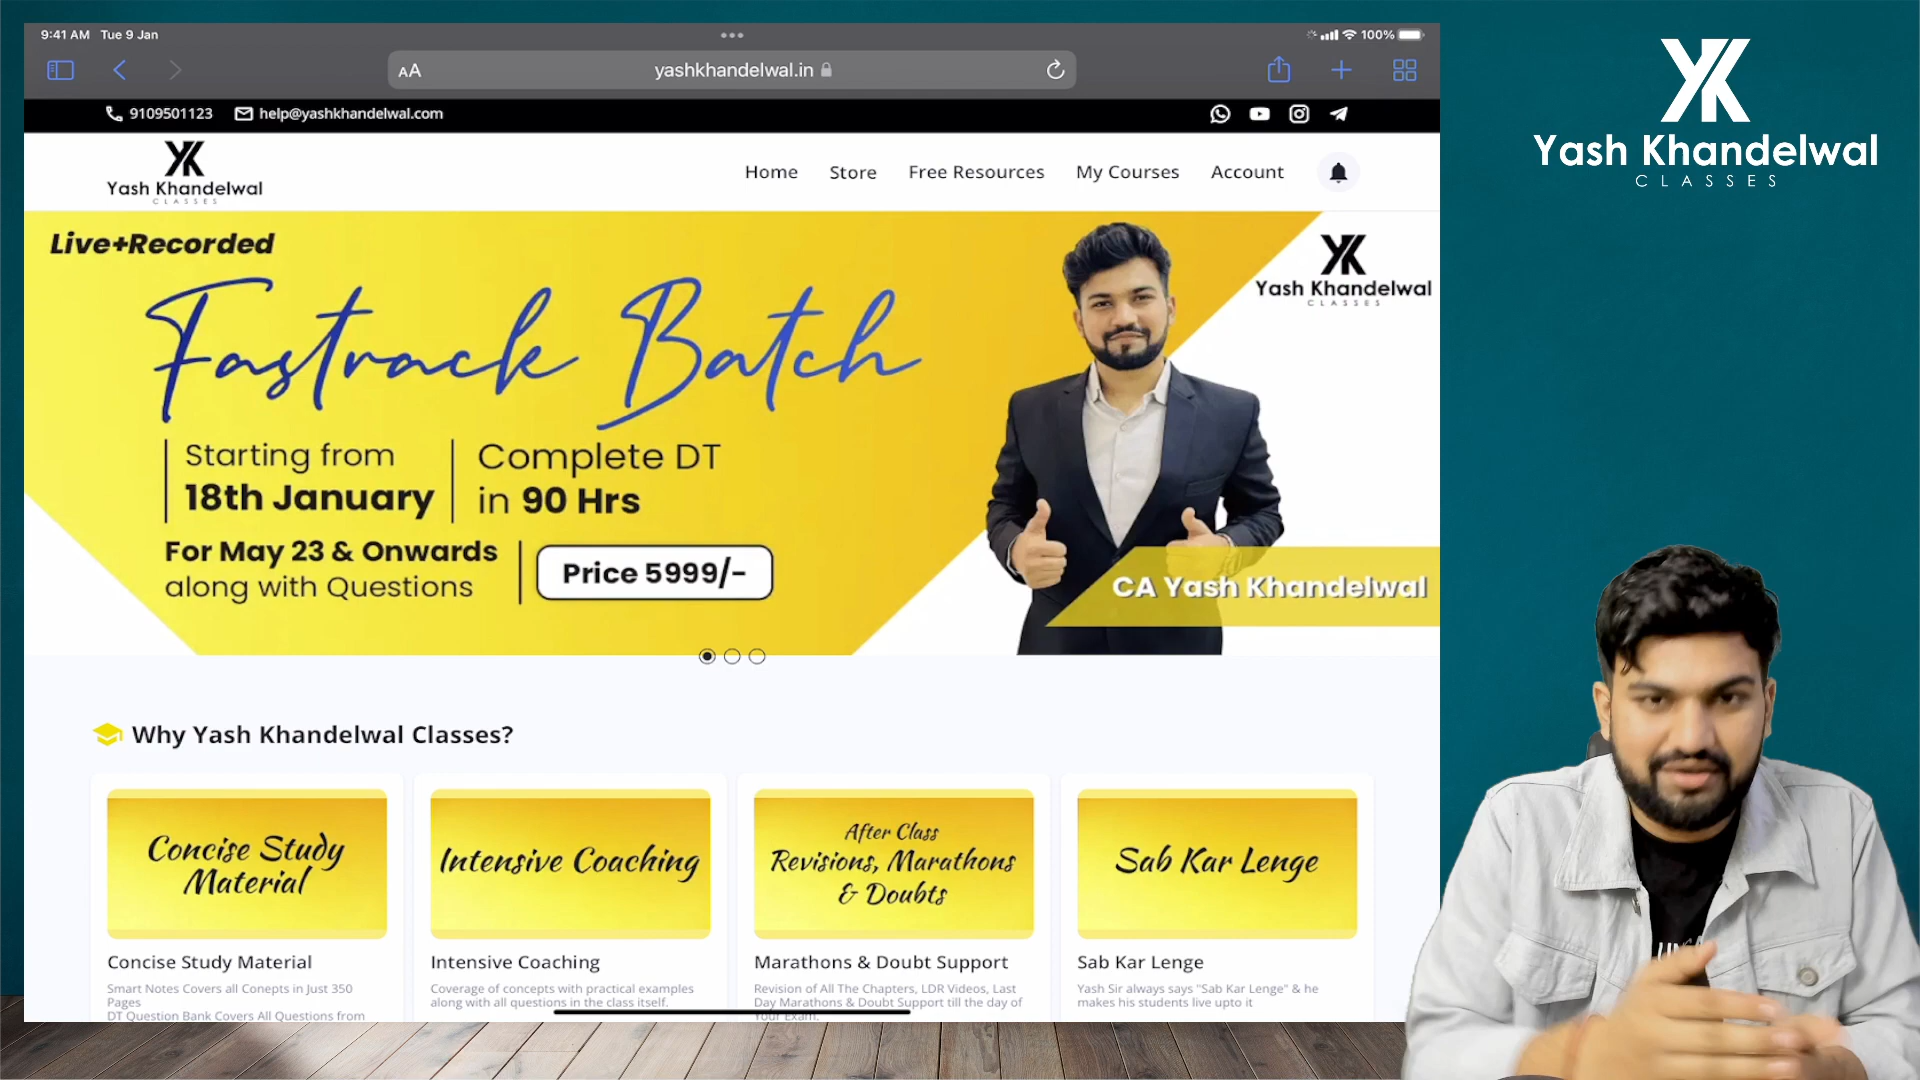 9:41 AM Tue 9 Jan
100%
AA
yashkhandelwal.in
9109501123
help@yashkhandelwal.com
YK
Yash Khandelwal
CLASSES
Home
Store
Free Resources
My Courses
Account
YK
Yash Khandelwal
CLASSES
Live+Recorded
Fastrack Batch
YK
Yash Khandelwal
CLASSES
Starting from
18th January
Complete DT
in 90 Hrs
For May 23 & Onwards
along with Questions
Price 5999/-
CA Yash Khandelwal
Why Yash Khandelwal Classes?
Concise Study
Material
Intensive Coaching
After Class
Revisions, Marathons
& Doubts
Sab Kar Lenge
Concise Study Material
Smart Notes Covers all Conepts in Just 350
Pages
DT Question Bank Covers All Questions from
Intensive Coaching
Coverage of concepts with practical examples
along with all questions in the class itself.
Marathons & Doubt Support
Revision of All The Chapters, LDR Videos, Last
Day Marathons & Doubt Support till the day of
Your Exam.
Sab Kar Lenge
Yash Sir always says "Sab Kar Lenge" & he
makes his students live upto it